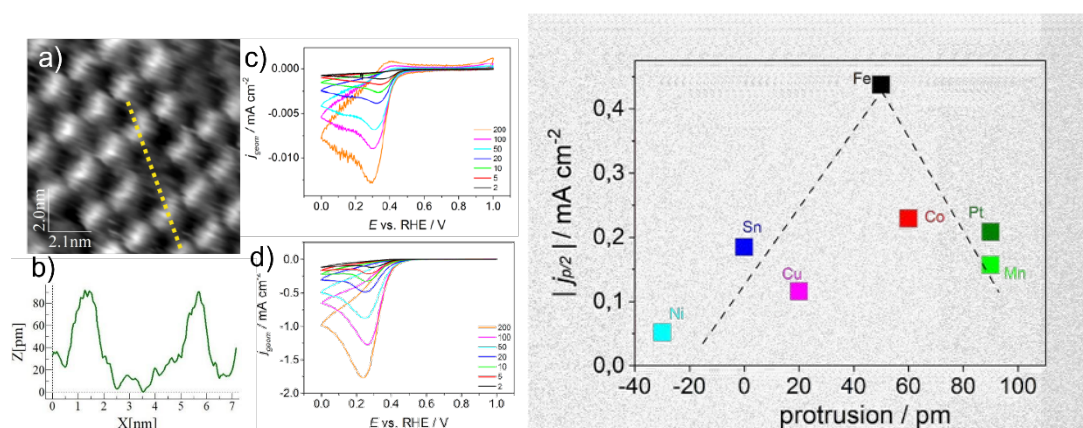 a)
2.0nm
2.1nm
b)
Z[pm]
80
60
40
20
0
0 1 2 3 4 5 6 7
X[nm]
c)
0.000
-0.005
-0.010
j_geom / mA cm⁻²
200
100
50
20
10
5
2
0.0 0.2 0.4 0.6 0.8 1.0
E vs. RHE / V
d)
0.0
-0.5
-1.0
-1.5
-2.0
j_geom / mA cm⁻²
200
100
50
20
10
5
2
0.0 0.2 0.4 0.6 0.8 1.0
E vs. RHE / V
| j_p/2 | / mA cm⁻²
0,4
0,3
0,2
0,1
0,0
Fe
Co
Pt
Mn
Sn
Cu
Ni
-40 -20 0 20 40 60 80 100
protrusion / pm